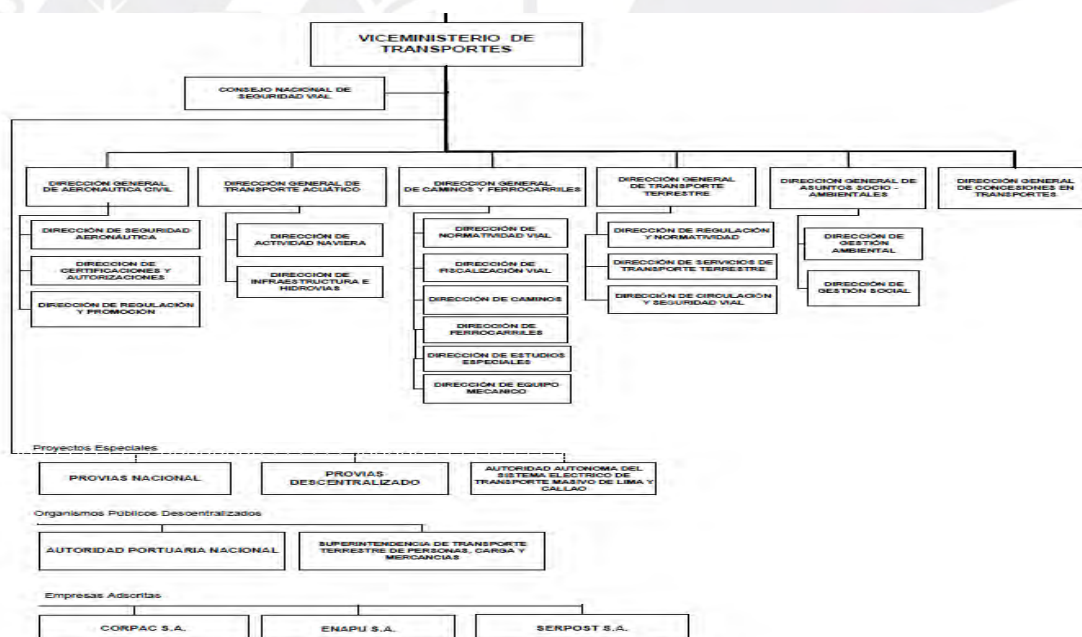 VICEMINISTERIO DE
TRANSPORTES
CONSEJO NACIONAL DE
SEGURIDAD VIAL
DIRECCIÓN GENERAL
DE AERONAUTICA CIVIL
DIRECCIÓN GENERAL DE
TRANSPORTE ACUÁTICO
DIRECCION GENERAL
DE CAMINOS Y FERROCARRILES
DIRECCIÓN GENERAL
DE TRANSPORTE
TERRESTRE
DIRECCIÓN GENERAL DE
ASUNTOS SOCIO -
AMBIENTALES
DIRECCIÓN GENERAL
DE CONCESIONES EN
TRANSPORTES
DIRECCIÓN DE SEGURIDAD
AERONÁUTICA
DIRECCION DE
CERTIFICACIONES Y
AUTORIZACIONES
DIRECCIÓN DE REGULACIÓN
Y PROMOCIÓN
DIRECCIÓN DE
ACTIVIDAD NAVIERA
DIRECCIÓN DE
INFRAESTRUCTURA E
HIDROVIAS
DIRECCIÓN DE
NORMATIVIDAD VIAL
DIRECCIÓN DE
FISCALIZACIÓN VIAL
DIRECCIÓN DE CAMINOS
DIRECCIÓN DE
FERROCARRILES
DIRECCIÓN DE ESTUDIOS
ESPECIALES
DIRECCIÓN DE EQUIPO
MECANICO
DIRECCIÓN DE REGULACIÓN
Y NORMATIVIDAD
DIRECCIÓN DE SERVICIOS DE
TRANSPORTE TERRESTRE
DIRECCIÓN DE CIRCULACIÓN
Y SEGURIDAD VIAL
DIRECCIÓN DE
GESTIÓN
AMBIENTAL
DIRECCIÓN DE
GESTIÓN SOCIAL
Proyectos Especiales
PROVIAS NACIONAL
PROVIAS
DESCENTRALIZADO
AUTORIDAD AUTONOMA DEL
SISTEMA ELECTRICO DE
TRANSPORTE MASIVO DE LIMA Y
CALLAO
Organismos Públicos Descentralizados
AUTORIDAD PORTUARIA NACIONAL
SUPERINTENDENCIA DE TRANSPORTE
TERRESTRE DE PERSONAS, CARGA Y
MERCANCIAS
Empresas Adscritas
CORPAC S.A.
ENAPU S.A.
SERPOST S.A.